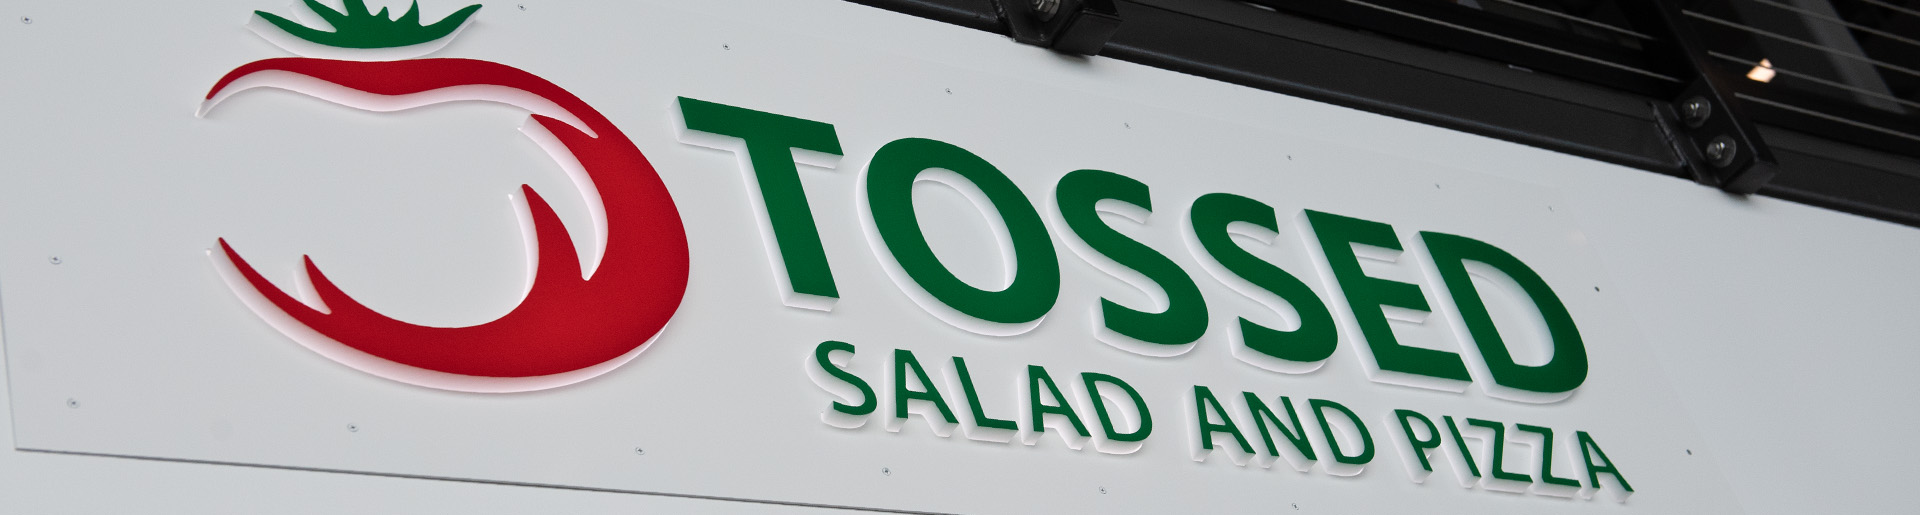 TOSSED
SALAD AND PIZZA